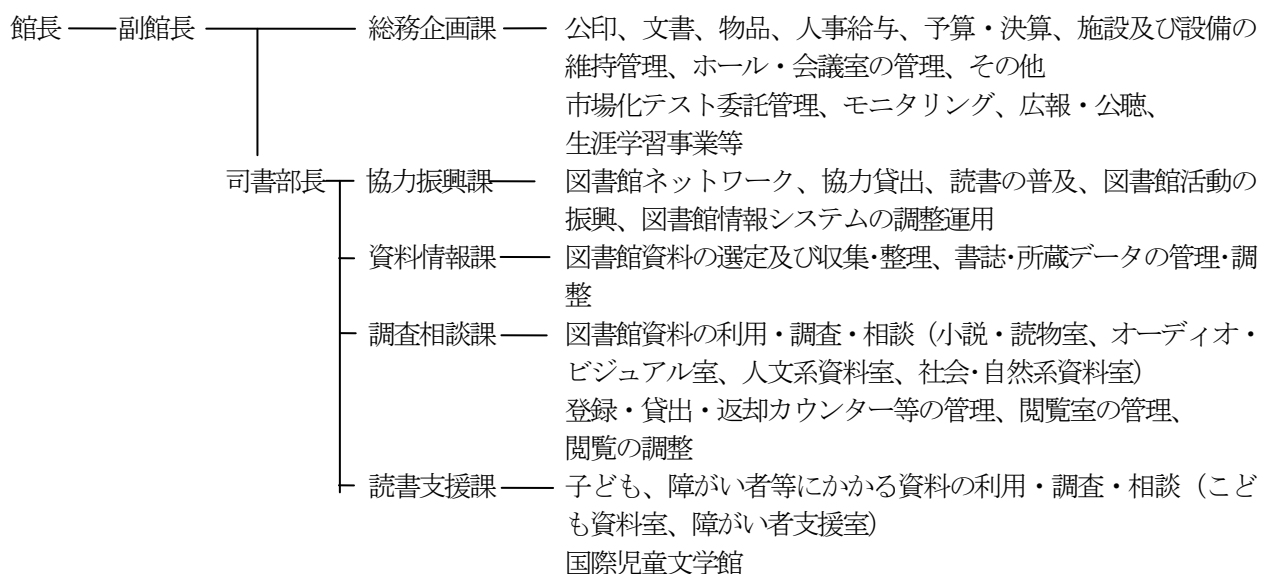 館長 副館長 総務企画課 公印、文書、物品、人事給与、予算・決算、施設及び設備の
維持管理、ホール・会議室の管理、その他
市場化テスト委託管理、モニタリング、広報・公聴、
生涯学習事業等
司書部長 協力振興課 図書館ネットワーク、協力貸出、読書の普及、図書館活動の
振興、図書館情報システムの調整運用
資料情報課 図書館資料の選定及び収集・整理、書誌・所蔵データの管理・調
整
調査相談課 図書館資料の利用・調査・相談(小説・読物室、オーディオ・
ビジュアル室、人文系資料室、社会・自然系資料室)
登録・貸出・返却カウンター等の管理、閲覧室の管理、
閲覧の調整
読書支援課 子ども、障がい者等にかかる資料の利用・調査・相談(こど
も資料室、障がい者支援室)
国際児童文学館